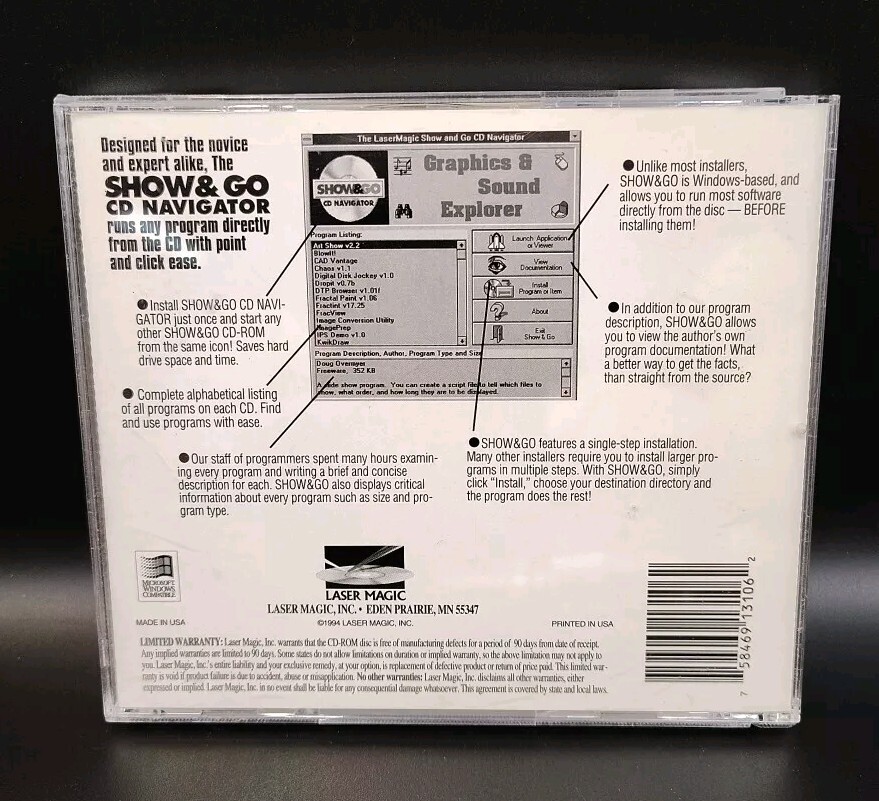 Designed for the novice
and expert alike, The
SHOW&GO
CD NAVIGATOR
runs any program directly
from the CD with point
and click ease.
The LaserMagic Show and Go CD Navigator
SHOW&GO
CD NAVIGATOR
Graphics &
Sound
Explorer
Program Listing:
Art Show v2.2
BlowIt!
CAD Vantage
Chaos v1.1
Digital Disk Jockey v1.0
Dropit v0.7b
DTP Browser v1.01f
Fractal Paint v1.06
Fractint v17.25
FracView
Image Conversion Utility
ImagePrep
IPS Demo v1.0
KwikDraw
Launch Application
or Viewer
View
Documentation
Install
Program or Item
About
Exit
Show & Go
Program Description, Author, Program Type and Size
Doug Overmyer
Freeware, 352 KB
A slide show program. You can create a script file to tell which files to
show, what order, and how long they are to be displayed.
● Unlike most installers,
SHOW&GO is Windows-based, and
allows you to run most software
directly from the disc — BEFORE
installing them!
● Install SHOW&GO CD NAVI-
GATOR just once and start any
other SHOW&GO CD-ROM
from the same icon! Saves hard
drive space and time.
● In addition to our program
description, SHOW&GO allows
you to view the author's own
program documentation! What
a better way to get the facts,
than straight from the source?
● Complete alphabetical listing
of all programs on each CD. Find
and use programs with ease.
● Our staff of programmers spent many hours examin-
ing every program and writing a brief and concise
description for each. SHOW&GO also displays critical
information about every program such as size and pro-
gram type.
● SHOW&GO features a single-step installation.
Many other installers require you to install larger pro-
grams in multiple steps. With SHOW&GO, simply
click "Install," choose your destination directory and
the program does the rest!
MICROSOFT
WINDOWS
COMPATIBLE
LASER MAGIC
LASER MAGIC, INC. • EDEN PRAIRIE, MN 55347
MADE IN USA
©1994 LASER MAGIC, INC.
PRINTED IN USA
LIMITED WARRANTY: Laser Magic, Inc. warrants that the CD-ROM disc is free of manufacturing defects for a period of 90 days from date of receipt.
Any implied warranties are limited to 90 days. Some states do not allow limitations on duration or implied warranty, so the above limitation may not apply to
you. Laser Magic, Inc.'s entire liability and your exclusive remedy, at your option, is replacement of defective product or return of price paid. This limited war-
ranty is void if product failure is due to accident, abuse or misapplication. No other warranties: Laser Magic, Inc. disclaims all other warranties, either
expressed or implied. Laser Magic, Inc. in no event shall be liable for any consequential damage whatsoever. This agreement is covered by state and local laws.
7 58469 13106 2